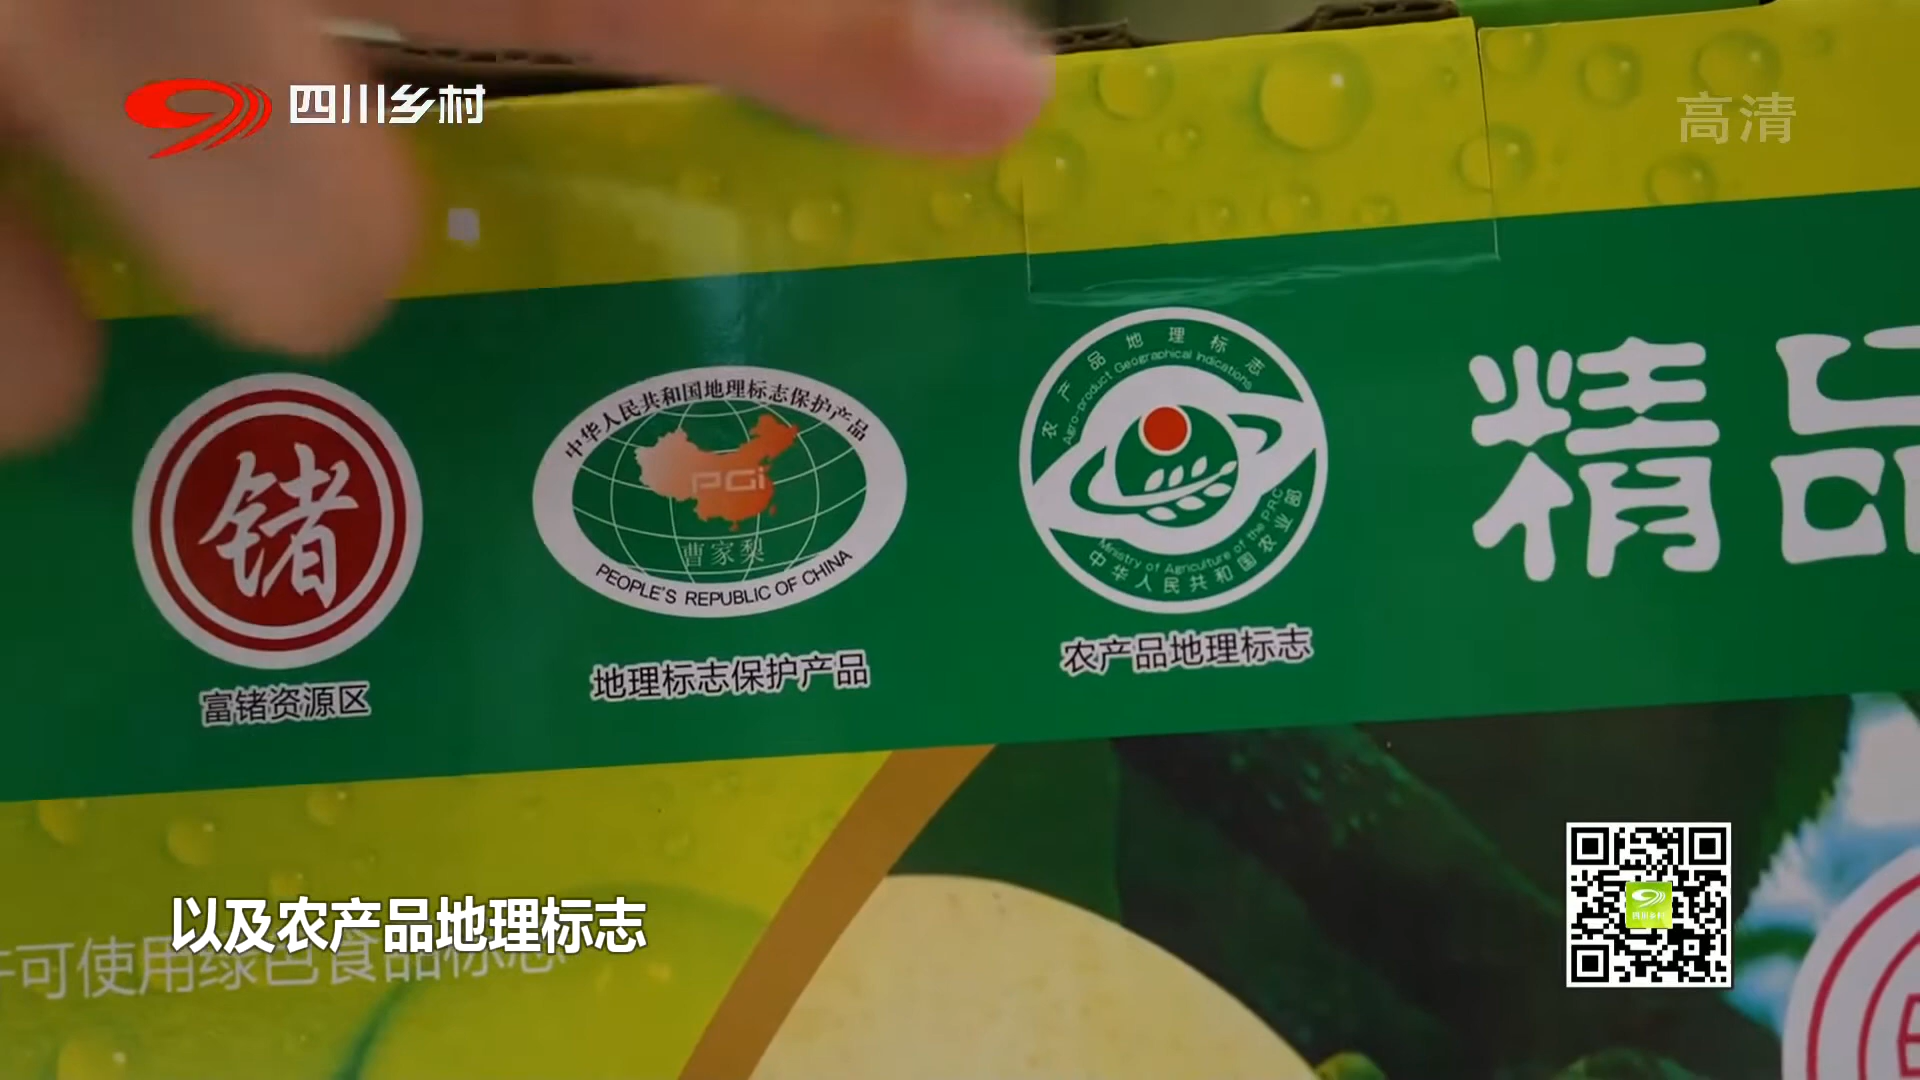 四川乡村
高清
农产品地理标志
Agro-product Geographical Indications
中华人民共和国地理标志保护产品
锗
PGi
精品
曹家梨
PEOPLE'S REPUBLIC OF CHINA
Ministry of Agriculture of the P.R.C
中华人民共和国农业部
农产品地理标志
地理标志保护产品
富锗资源区
四川乡村
以及农产品地理标志
可使用绿色食品标志